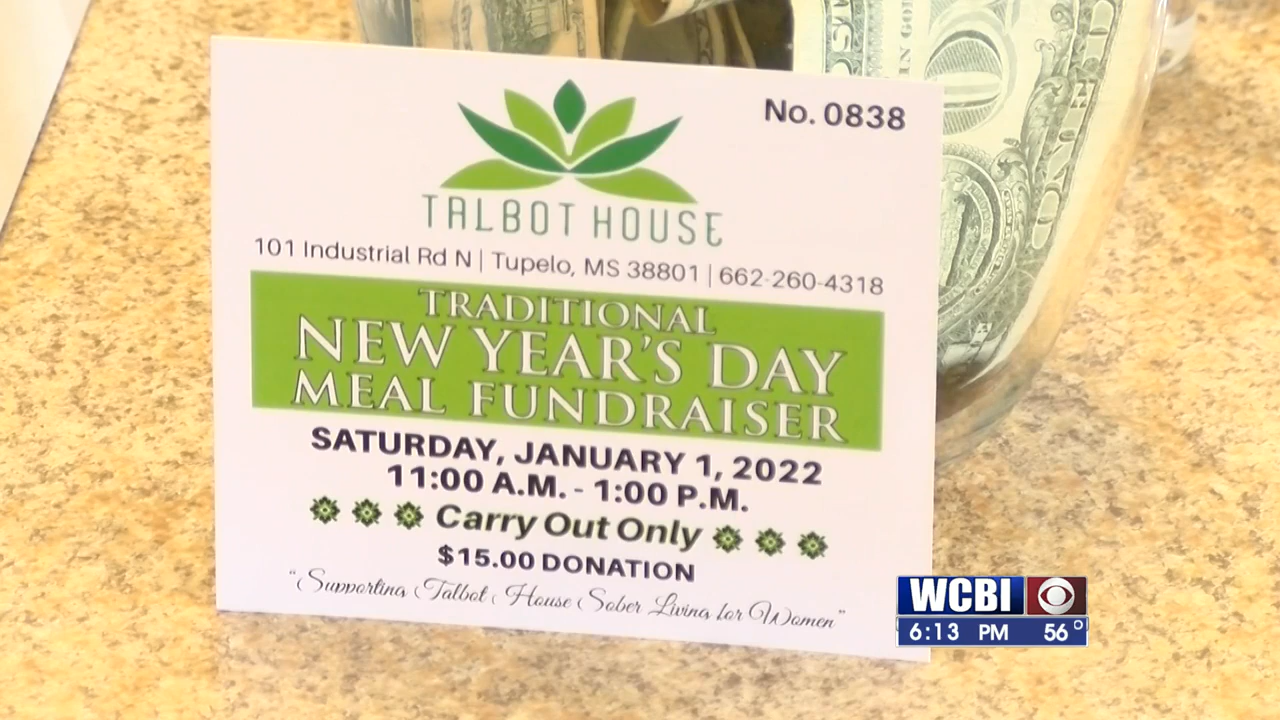 No. 0838
TALBOT HOUSE
101 Industrial Rd N | Tupelo, MS 38801 | 662-260-4318
TRADITIONAL
NEW YEAR'S DAY
MEAL FUNDRAISER
SATURDAY, JANUARY 1, 2022
11:00 A.M. - 1:00 P.M.
Carry Out Only
$15.00 DONATION
"Supporting Talbot House Sober Living for Women"
ONE
WCBI
6:13 PM 56°